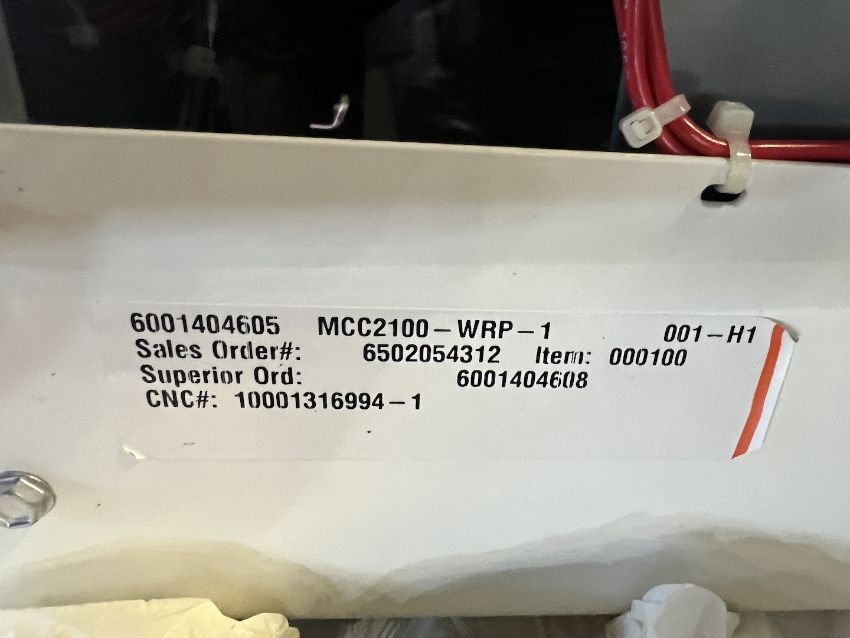 6001404605 MCC2100-WRP-1 001-H1
Sales Order#: 6502054312 Item: 000100
Superior Ord: 6001404608
CNC#: 10001316994-1